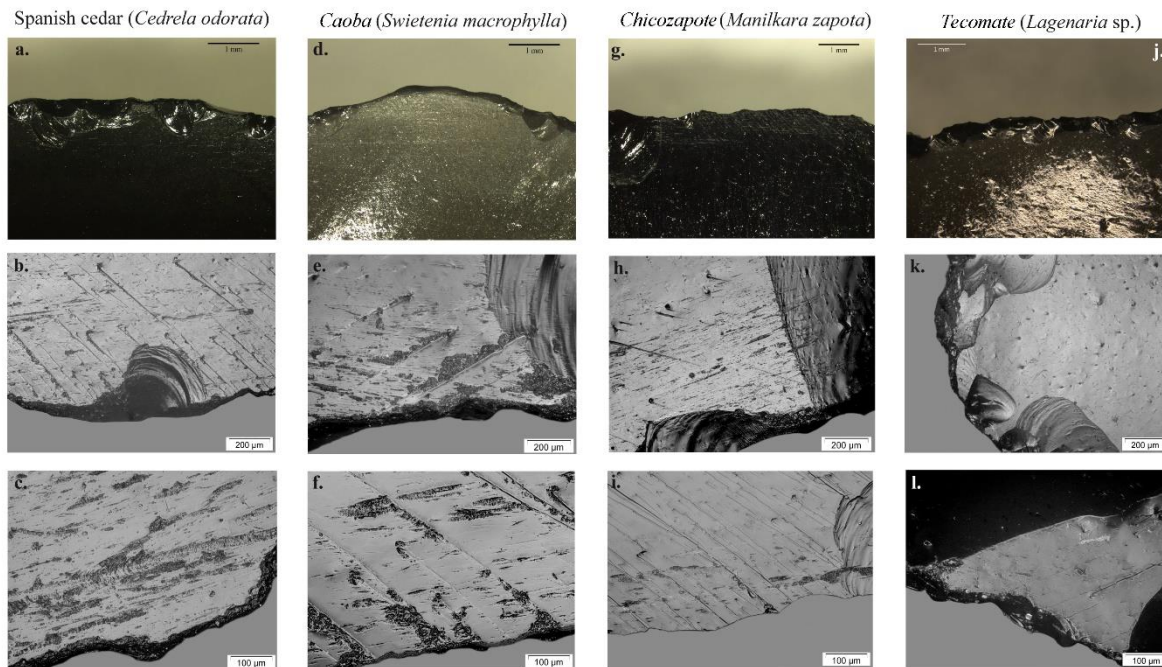 Spanish cedar (Cedrela odorata) Caoba (Swietenia macrophylla) Chicozapote (Manilkara zapota) Tecomate (Lagenaria sp.)
a. 1 mm d. 1 mm g. 1 mm 1 mm j.
b. 200 µm e. 200 µm h. 200 µm k. 200 µm
c. 100 µm f. 100 µm i. 100 µm l. 100 µm